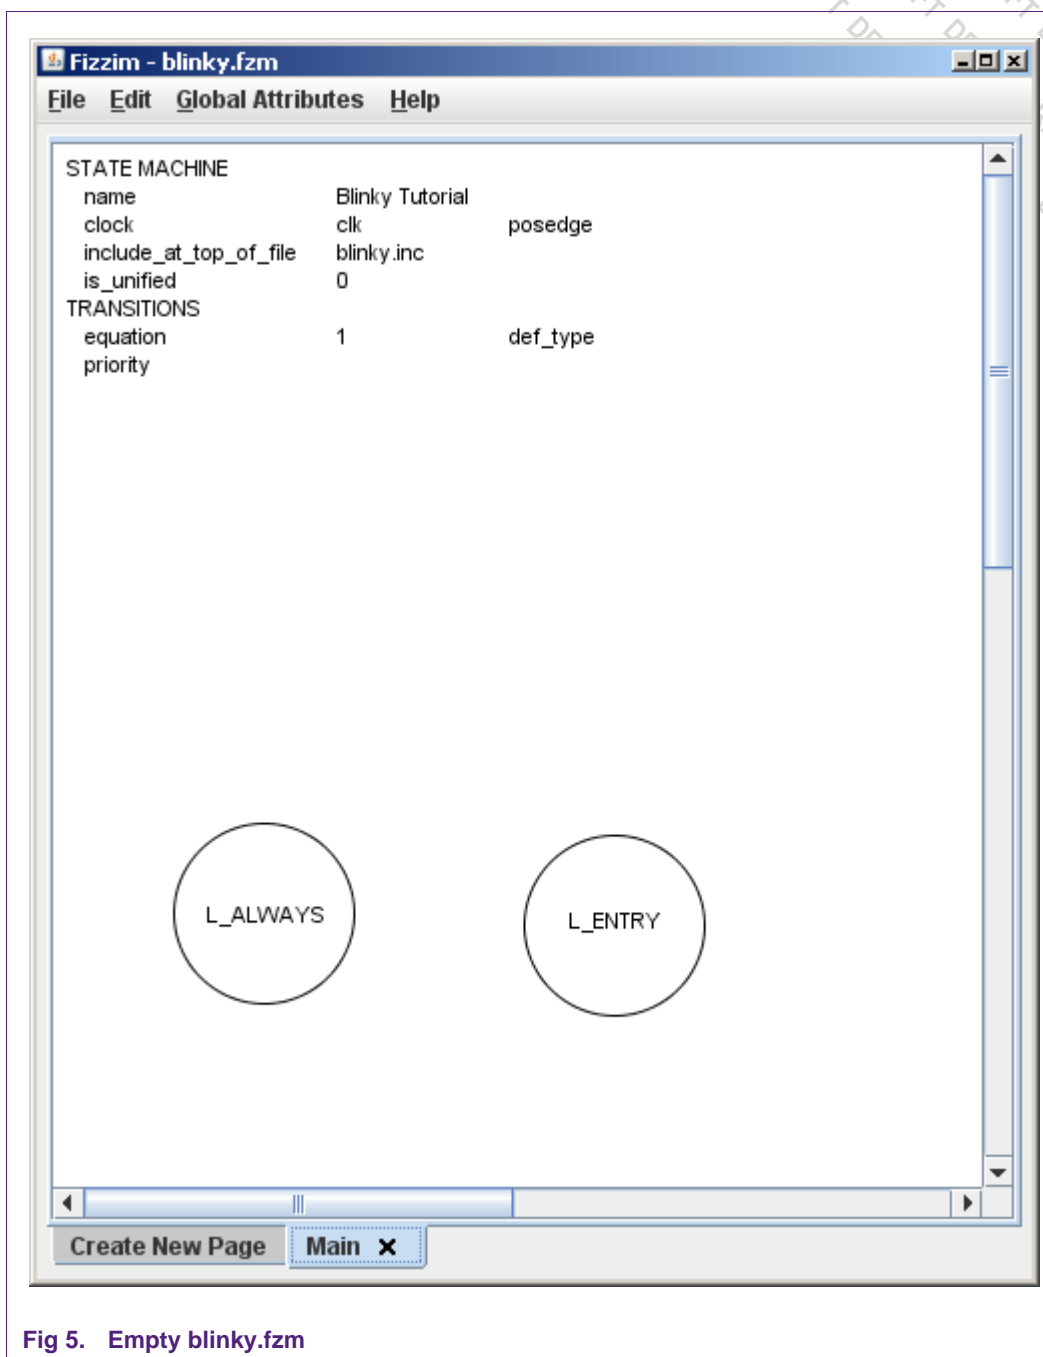 Fizzim - blinky.fzm
File Edit Global Attributes Help
STATE MACHINE
name Blinky Tutorial
clock clk posedge
include_at_top_of_file blinky.inc
is_unified 0
TRANSITIONS
equation 1 def_type
priority
L_ALWAYS L_ENTRY
Create New Page Main
Fig 5. Empty blinky.fzm